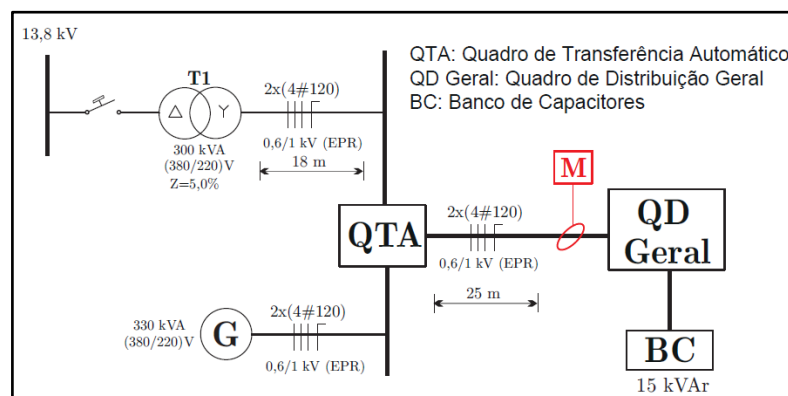 13,8 kV
T1
300 kVA
(380/220)V
Z=5,0%
2x(4#120)
0,6/1 kV (EPR)
18 m
QTA: Quadro de Transferência Automático
QD Geral: Quadro de Distribuição Geral
BC: Banco de Capacitores
M
QTA
2x(4#120)
0,6/1 kV (EPR)
25 m
QD
Geral
330 kVA
(380/220)V
G
2x(4#120)
0,6/1 kV (EPR)
BC
15 kVAr